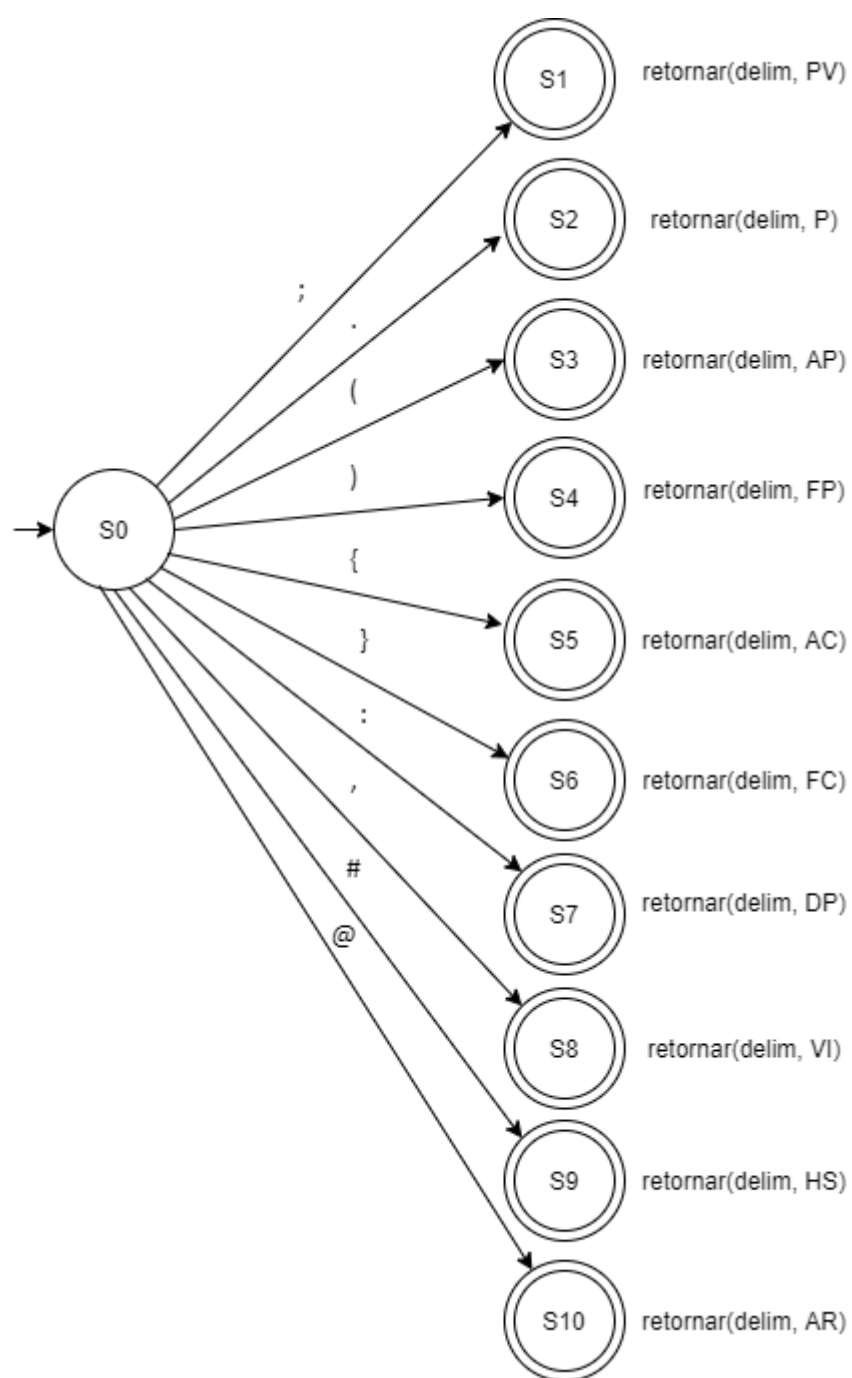 S1 retornar(delim, PV)
S2 retornar(delim, P)
;
.
S3 retornar(delim, AP)
(
)
S4 retornar(delim, FP)
S0
{
S5 retornar(delim, AC)
}
:
S6 retornar(delim, FC)
,
#
S7 retornar(delim, DP)
@
S8 retornar(delim, VI)
S9 retornar(delim, HS)
S10 retornar(delim, AR)